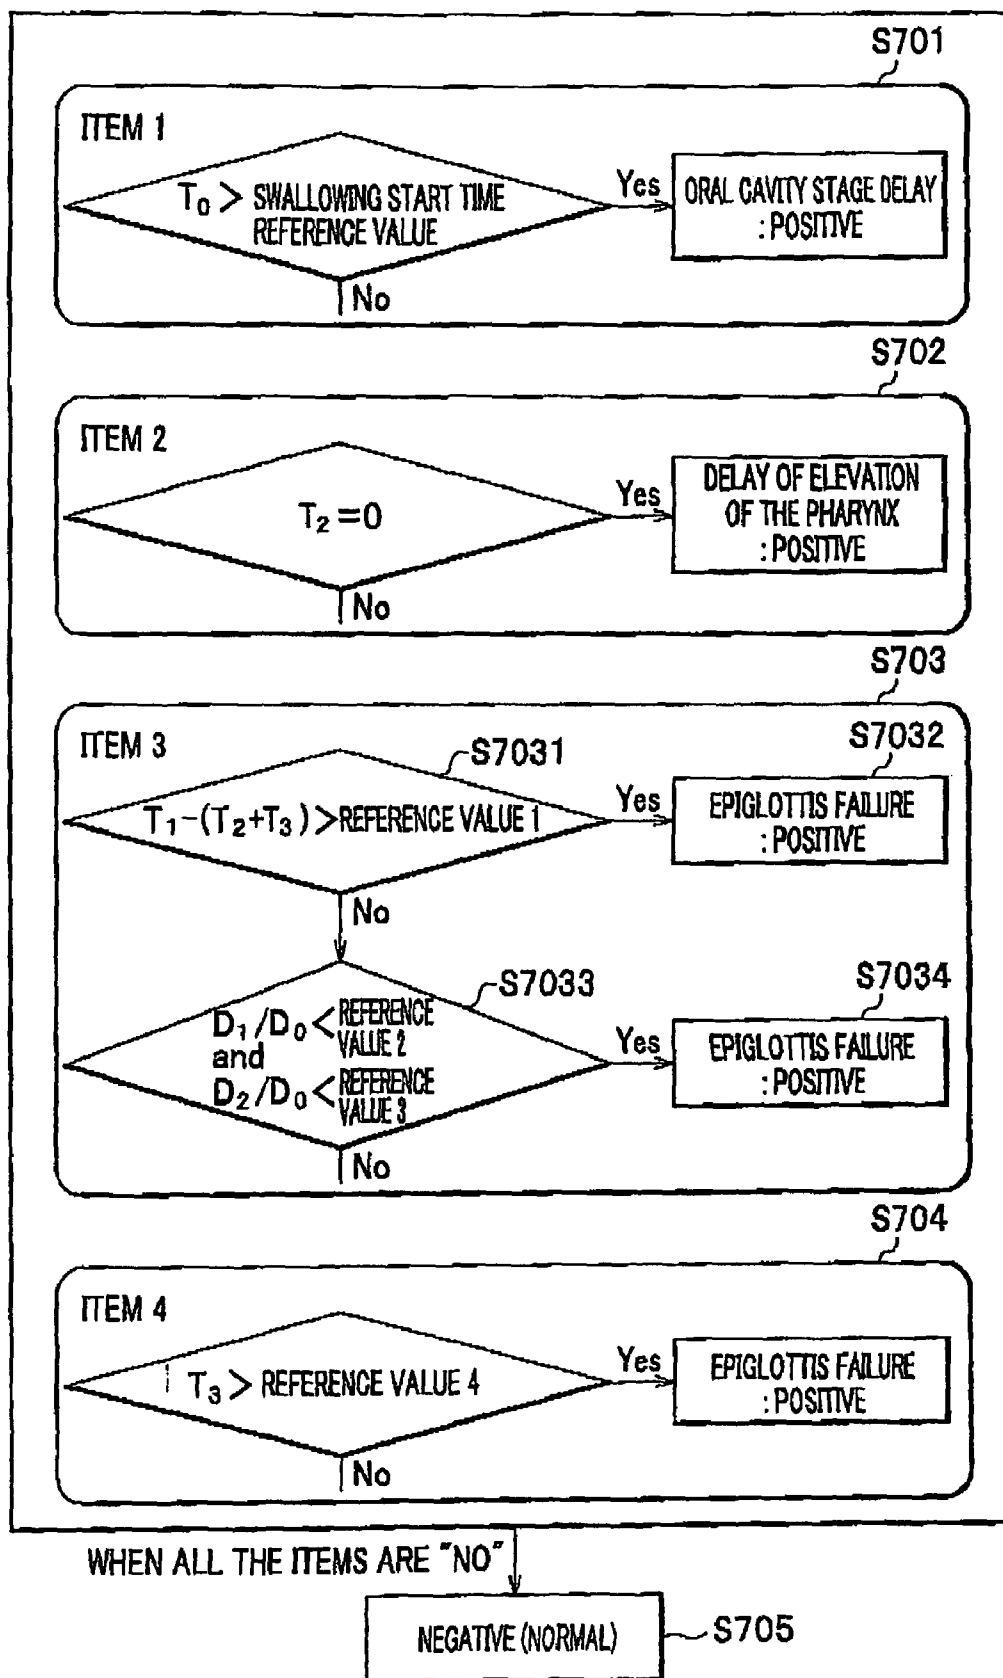 S701
ITEM 1
T0 > SWALLOWING START TIME
REFERENCE VALUE
Yes
ORAL CAVITY STAGE DELAY
: POSITIVE
No
S702
ITEM 2
T2 = 0
Yes
DELAY OF ELEVATION
OF THE PHARYNX
: POSITIVE
No
S703
ITEM 3
S7031
T1-(T2+T3) > REFERENCE VALUE 1
Yes
S7032
EPIGLOTTIS FAILURE
: POSITIVE
No
S7033
D1/D0 < REFERENCE
VALUE 2
and
D2/D0 < REFERENCE
VALUE 3
Yes
S7034
EPIGLOTTIS FAILURE
: POSITIVE
No
S704
ITEM 4
T3 > REFERENCE VALUE 4
Yes
EPIGLOTTIS FAILURE
: POSITIVE
No
WHEN ALL THE ITEMS ARE "NO"
NEGATIVE (NORMAL)
S705